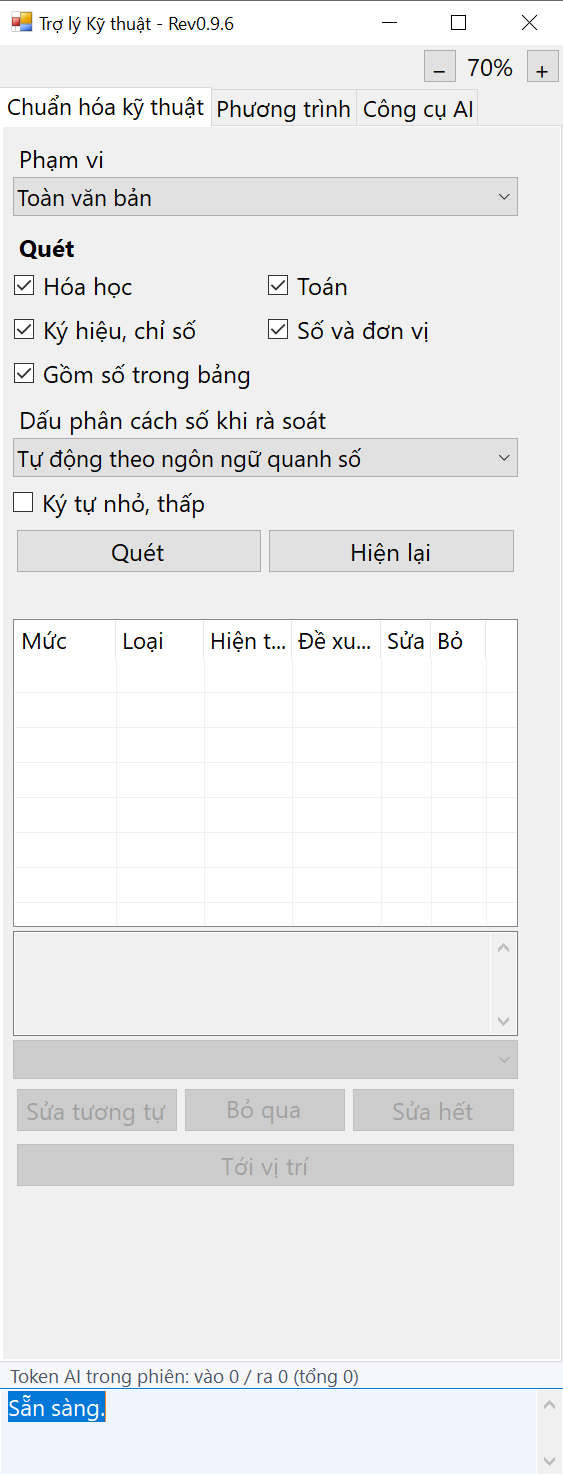 Trợ lý Kỹ thuật - Rev0.9.6
– 70% +
Chuẩn hóa kỹ thuật Phương trình Công cụ AI
Phạm vi
Toàn văn bản
Quét
Hóa học Toán
Ký hiệu, chỉ số Số và đơn vị
Gồm số trong bảng
Dấu phân cách số khi rà soát
Tự động theo ngôn ngữ quanh số
Ký tự nhỏ, thấp
Quét Hiện lại
Mức Loại Hiện t... Đề xu... Sửa Bỏ
Sửa tương tự Bỏ qua Sửa hết
Tới vị trí
Token AI trong phiên: vào 0 / ra 0 (tổng 0)
Sẵn sàng.